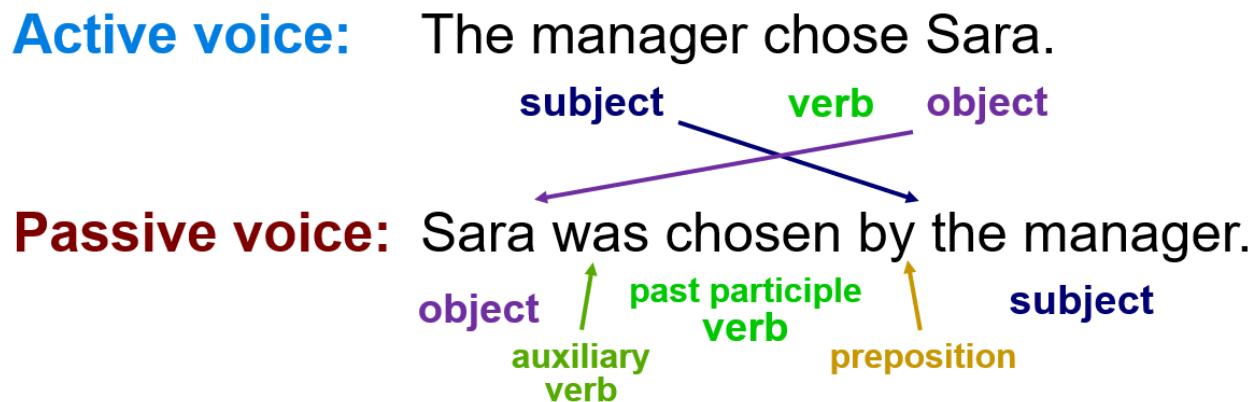 Active voice: The manager chose Sara.
subject verb object
Passive voice: Sara was chosen by the manager.
object past participle verb subject
auxiliary verb preposition